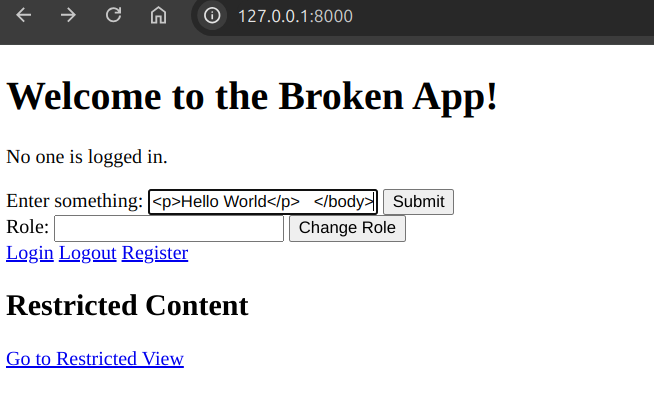 127.0.0.1:8000
Welcome to the Broken App!
No one is logged in.
Enter something: <p>Hello World</p>   </body> Submit
Role: Change Role
Login Logout Register
Restricted Content
Go to Restricted View